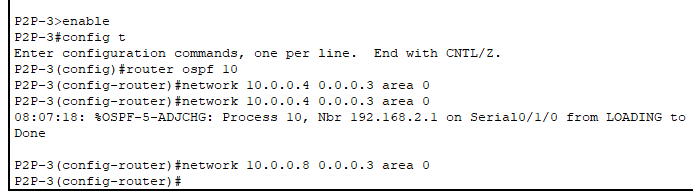 P2P-3>enable
P2P-3#config t
Enter configuration commands, one per line.  End with CNTL/Z.
P2P-3(config)#router ospf 10
P2P-3(config-router)#network 10.0.0.4 0.0.0.3 area 0
P2P-3(config-router)#network 10.0.0.4 0.0.0.3 area 0
08:07:18: %OSPF-5-ADJCHG: Process 10, Nbr 192.168.2.1 on Serial0/1/0 from LOADING to
Done
P2P-3(config-router)#network 10.0.0.8 0.0.0.3 area 0
P2P-3(config-router)#